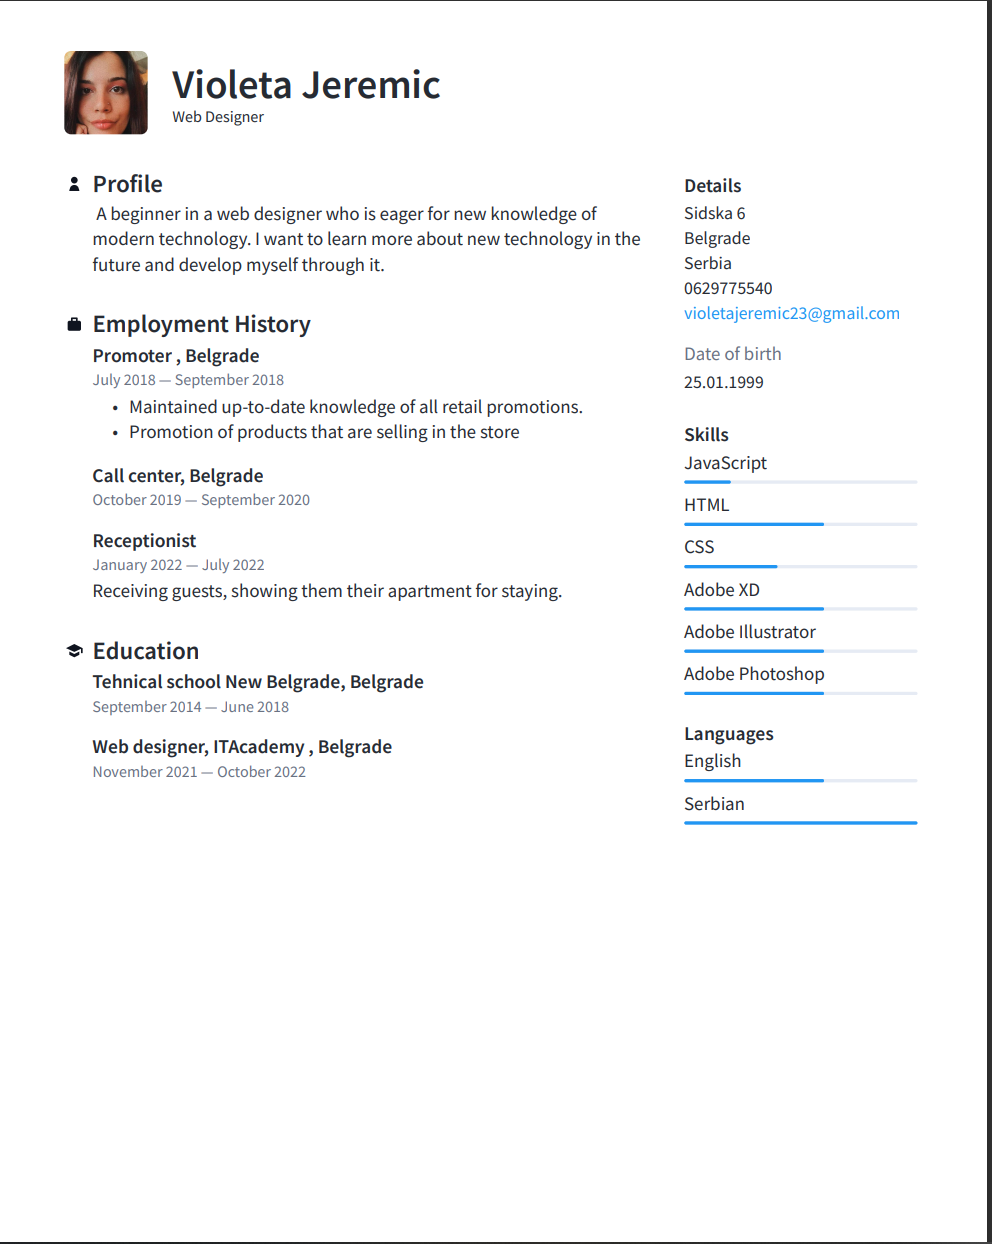 Violeta Jeremic
Web Designer
Profile
A beginner in a web designer who is eager for new knowledge of
modern technology. I want to learn more about new technology in the
future and develop myself through it.
Employment History
Promoter , Belgrade
July 2018 — September 2018
• Maintained up-to-date knowledge of all retail promotions.
• Promotion of products that are selling in the store
Call center, Belgrade
October 2019 — September 2020
Receptionist
January 2022 — July 2022
Receiving guests, showing them their apartment for staying.
Education
Tehnical school New Belgrade, Belgrade
September 2014 — June 2018
Web designer, ITAcademy , Belgrade
November 2021 — October 2022
Details
Sidska 6
Belgrade
Serbia
0629775540
violetajeremic23@gmail.com
Date of birth
25.01.1999
Skills
JavaScript
HTML
CSS
Adobe XD
Adobe Illustrator
Adobe Photoshop
Languages
English
Serbian